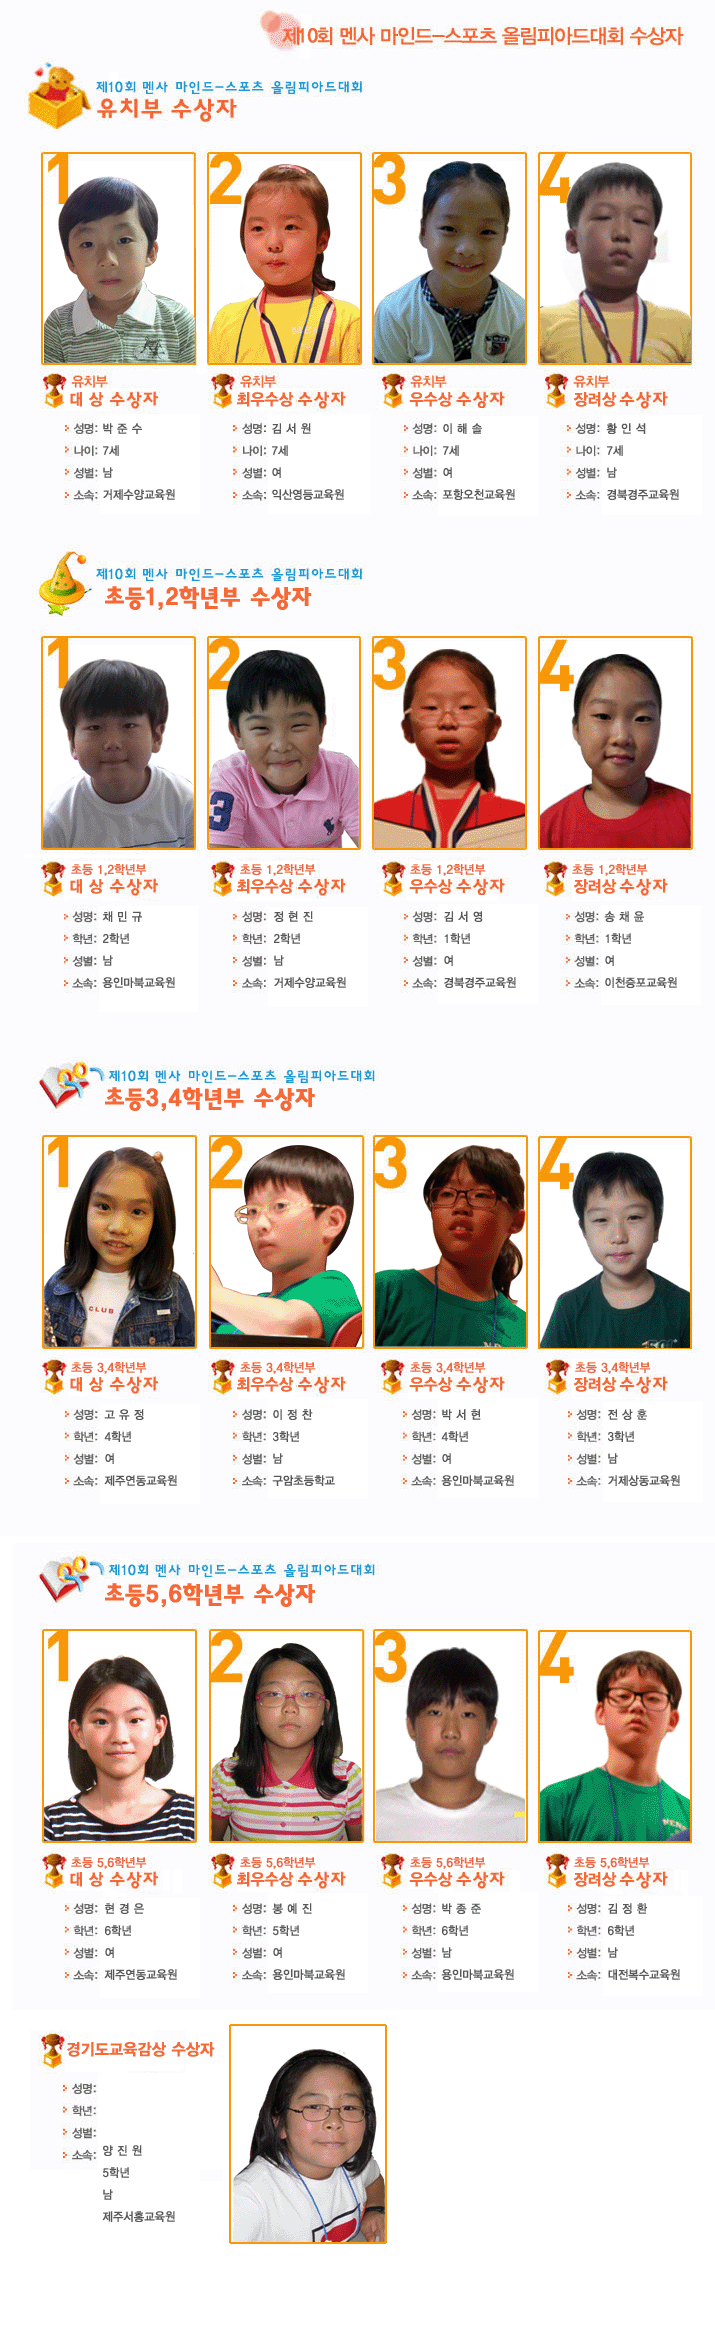 제10회 멘사 마인드-스포츠 올림피아드대회 수상자
제10회 멘사 마인드-스포츠 올림피아드대회
유치부 수상자
1 2 3 4
유치부 유치부 유치부 유치부
대 상 수상자 최우수상 수상자 우수상 수상자 장려상 수상자
성명: 박 준 수 성명: 김 서 원 성명: 이 해 솔 성명: 황 인 석
나이: 7세 나이: 7세 나이: 7세 나이: 7세
성별: 남 성별: 여 성별: 여 성별: 남
소속: 거제수양교육원 소속: 익산영등교육원 소속: 포항오천교육원 소속: 경북경주교육원
제10회 멘사 마인드-스포츠 올림피아드대회
초등1,2학년부 수상자
1 2 3 4
초등 1,2학년부 초등 1,2학년부 초등 1,2학년부 초등 1,2학년부
대 상 수상자 최우수상 수상자 우수상 수상자 장려상 수상자
성명: 채 민 규 성명: 정 현 진 성명: 김 서 영 성명: 송 채 윤
학년: 2학년 학년: 2학년 학년: 1학년 학년: 1학년
성별: 남 성별: 남 성별: 여 성별: 여
소속: 용인마북교육원 소속: 거제수양교육원 소속: 경북경주교육원 소속: 이천증포교육원
제10회 멘사 마인드-스포츠 올림피아드대회
초등3,4학년부 수상자
1 2 3 4
CLUB
초등 3,4학년부 초등 3,4학년부 초등 3,4학년부 초등 3,4학년부
대 상 수상자 최우수상 수상자 우수상 수상자 장려상 수상자
성명: 고 유 정 성명: 이 정 찬 성명: 박 서 현 성명: 전 상 훈
학년: 4학년 학년: 3학년 학년: 4학년 학년: 3학년
성별: 여 성별: 남 성별: 여 성별: 남
소속: 제주연동교육원 소속: 구암초등학교 소속: 용인마북교육원 소속: 거제상동교육원
제10회 멘사 마인드-스포츠 올림피아드대회
초등5,6학년부 수상자
1 2 3 4
초등 5,6학년부 초등 5,6학년부 초등 5,6학년부 초등 5,6학년부
대 상 수상자 최우수상 수상자 우수상 수상자 장려상 수상자
성명: 현 경 은 성명: 봉 예 진 성명: 박 종 준 성명: 김 정 환
학년: 6학년 학년: 5학년 학년: 6학년 학년: 6학년
성별: 여 성별: 여 성별: 남 성별: 남
소속: 제주연동교육원 소속: 용인마북교육원 소속: 용인마북교육원 소속: 대전복수교육원
경기도교육감상 수상자
성명:
학년:
성별:
소속:
양 진 원
5학년
남
제주서홍교육원